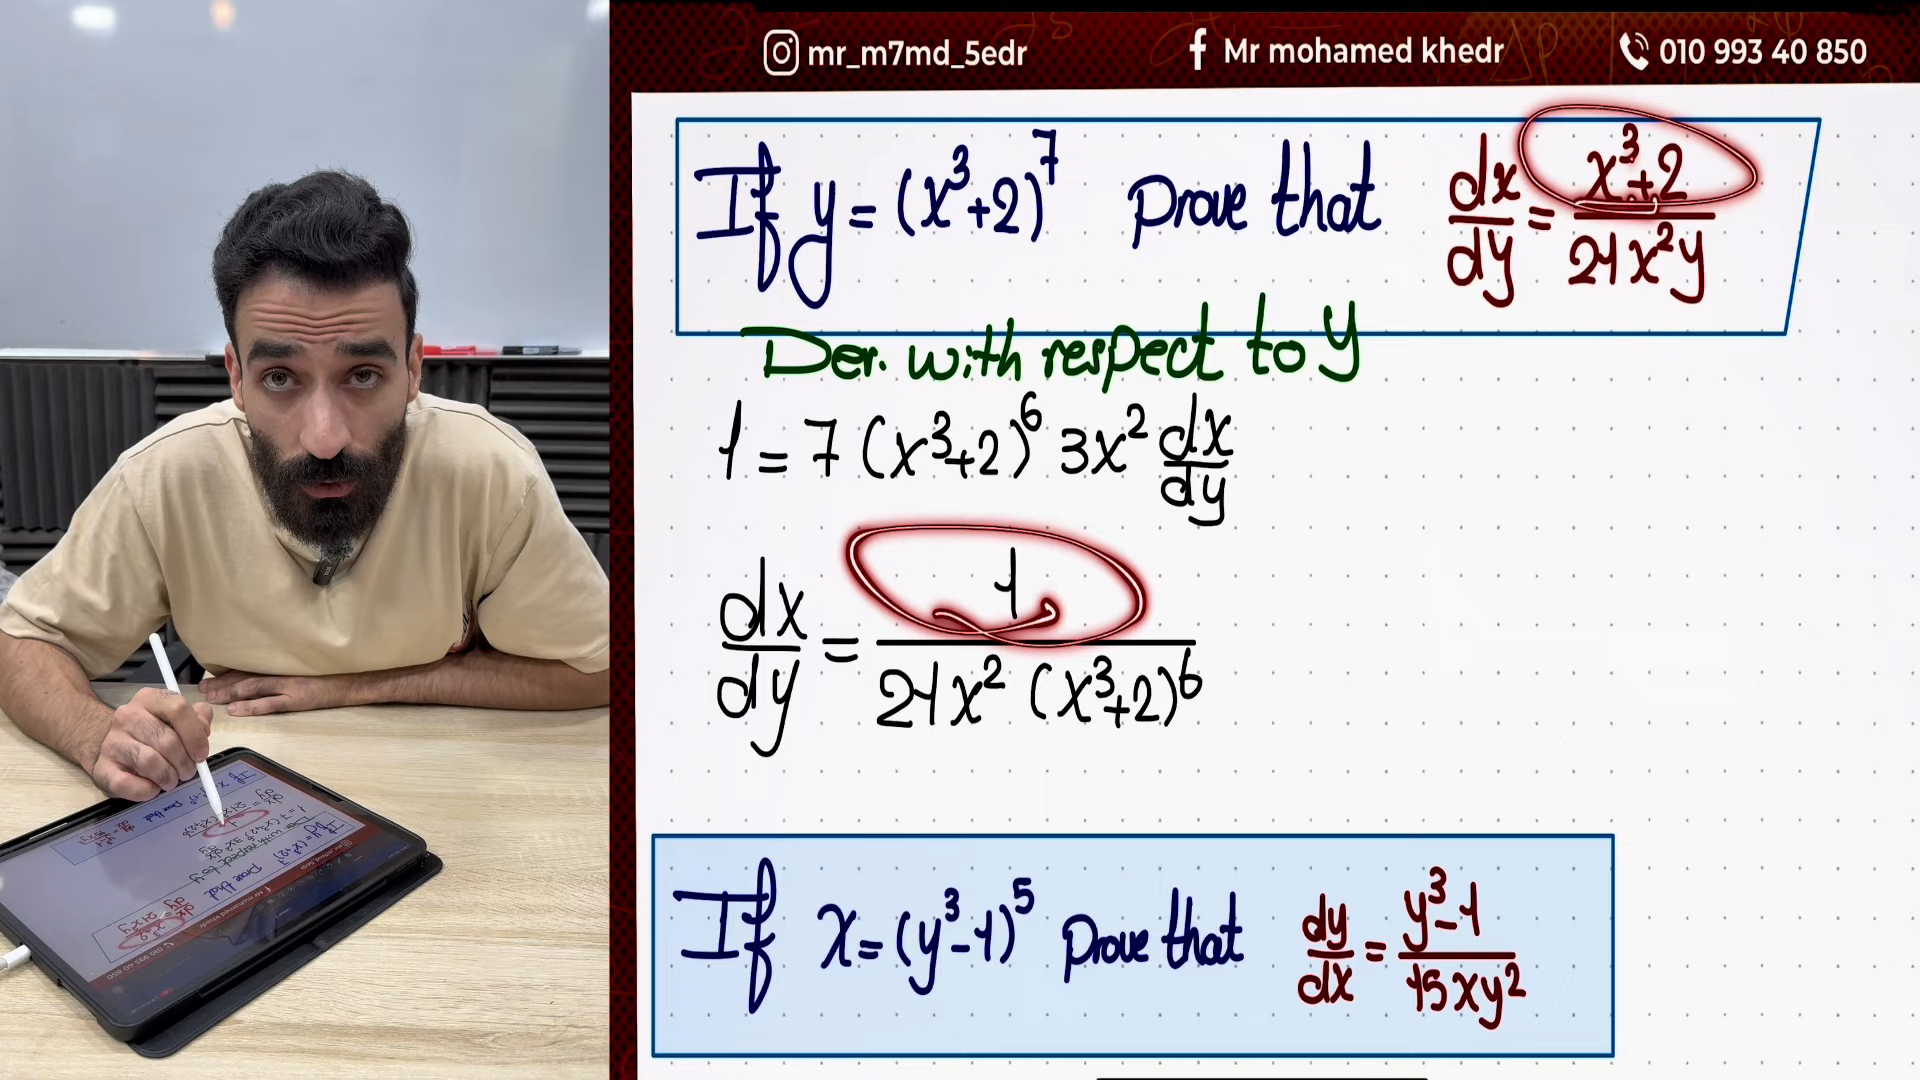 mr_m7md_5edr Mr mohamed khedr 010 993 40 850
If y = (x³+2)⁷ prove that dx/dy = x³+2 / 21x²y
Der. with respect to y
1 = 7 (x³+2)⁶ 3x² dx/dy
dx/dy = 1 / 21x² (x³+2)⁶
If x = (y³-1)⁵ prove that dy/dx = y³-1 / 15xy²